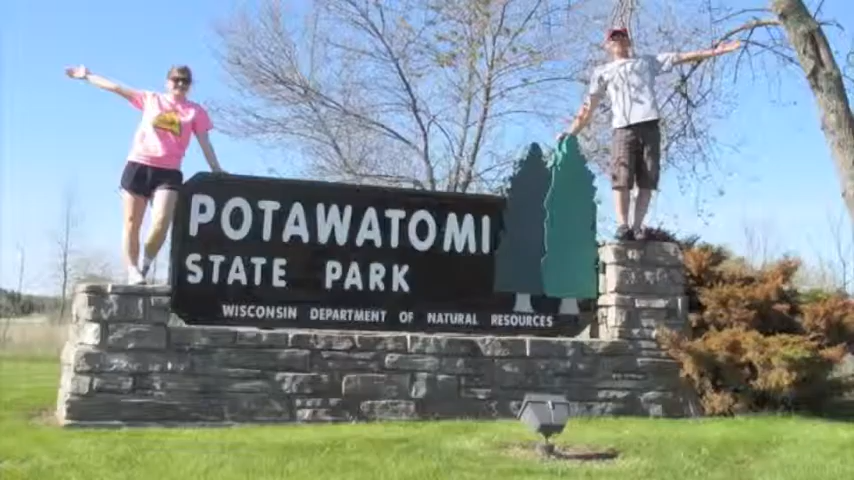 POTAWATOMI
STATE PARK
WISCONSIN DEPARTMENT OF NATURAL RESOURCES